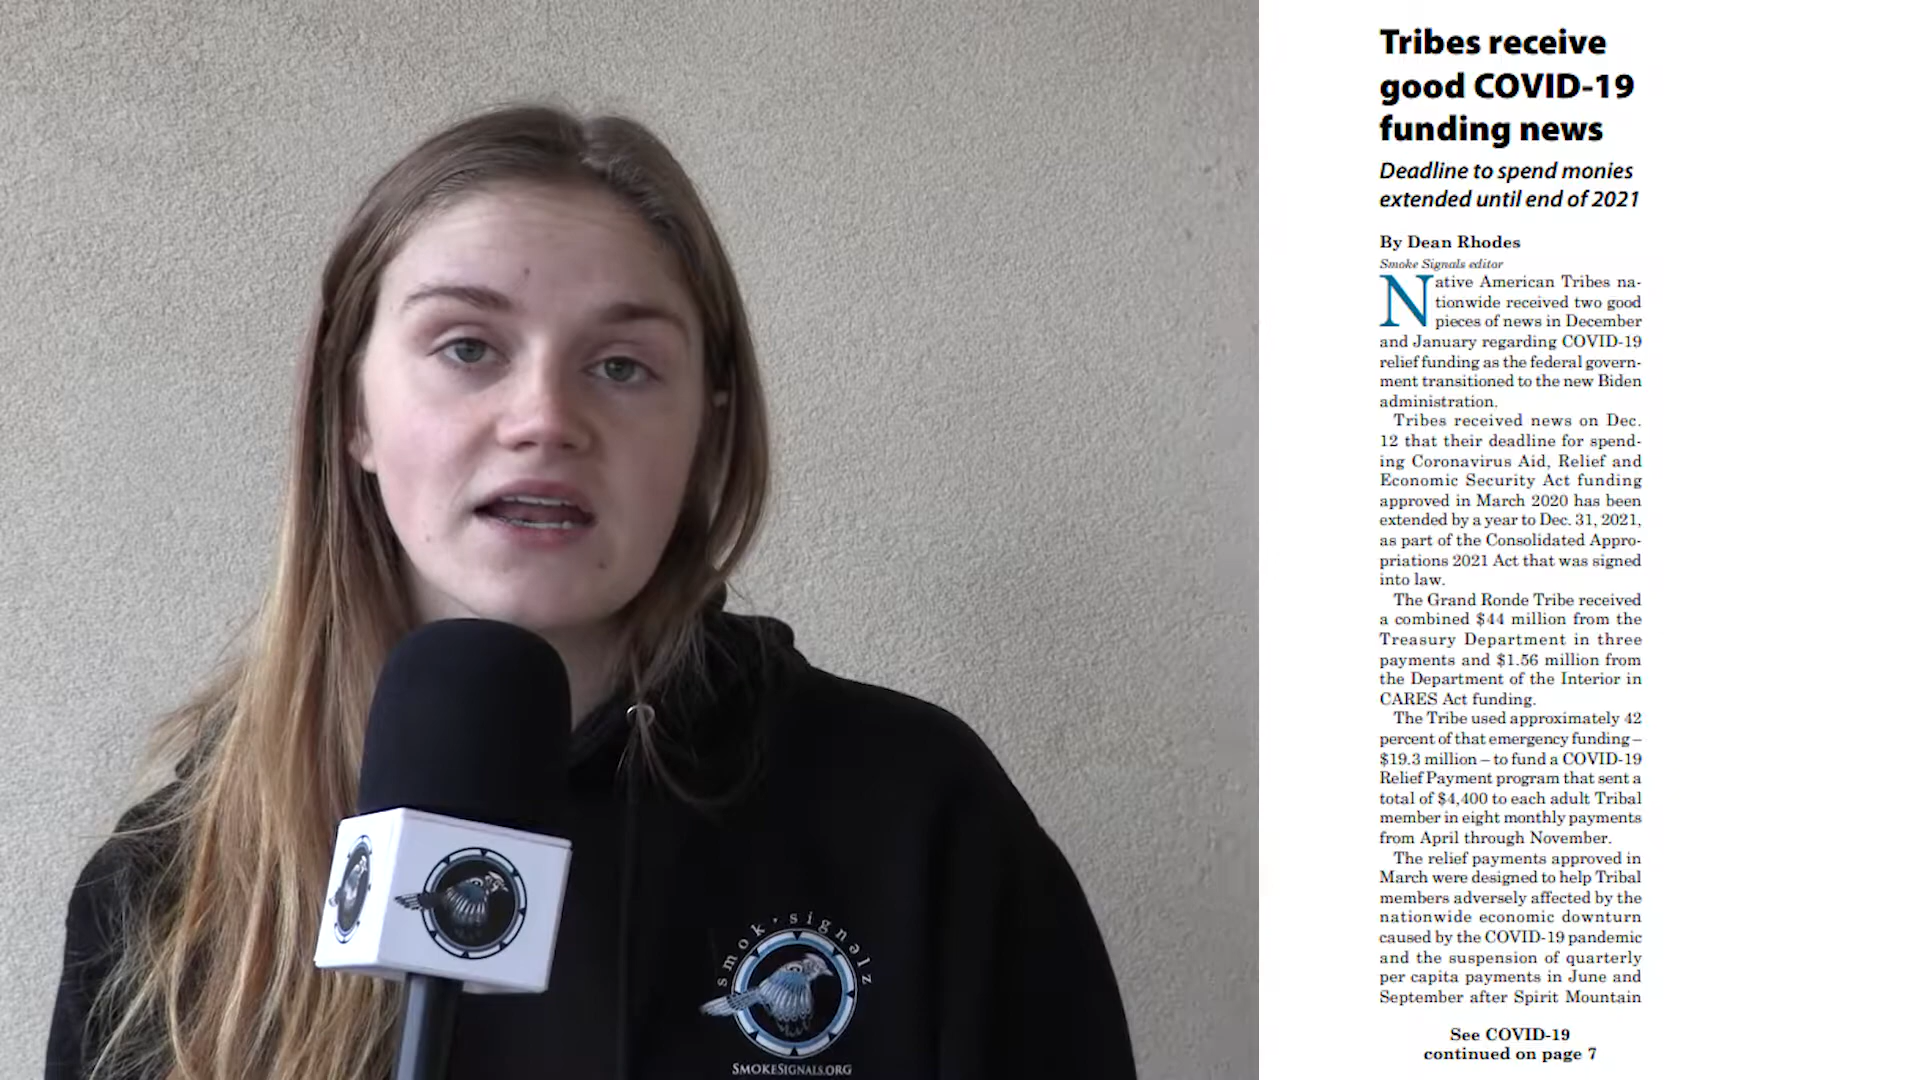 smok signəlz
SMOKESIGNALS.ORG
Tribes receive
good COVID-19
funding news
Deadline to spend monies
extended until end of 2021
By Dean Rhodes
Smoke Signals editor
Native American Tribes na-
tionwide received two good
pieces of news in December
and January regarding COVID-19
relief funding as the federal govern-
ment transitioned to the new Biden
administration.
Tribes received news on Dec.
12 that their deadline for spend-
ing Coronavirus Aid, Relief and
Economic Security Act funding
approved in March 2020 has been
extended by a year to Dec. 31, 2021,
as part of the Consolidated Appro-
priations 2021 Act that was signed
into law.
The Grand Ronde Tribe received
a combined $44 million from the
Treasury Department in three
payments and $1.56 million from
the Department of the Interior in
CARES Act funding.
The Tribe used approximately 42
percent of that emergency funding –
$19.3 million – to fund a COVID-19
Relief Payment program that sent a
total of $4,400 to each adult Tribal
member in eight monthly payments
from April through November.
The relief payments approved in
March were designed to help Tribal
members adversely affected by the
nationwide economic downturn
caused by the COVID-19 pandemic
and the suspension of quarterly
per capita payments in June and
September after Spirit Mountain
See COVID-19
continued on page 7